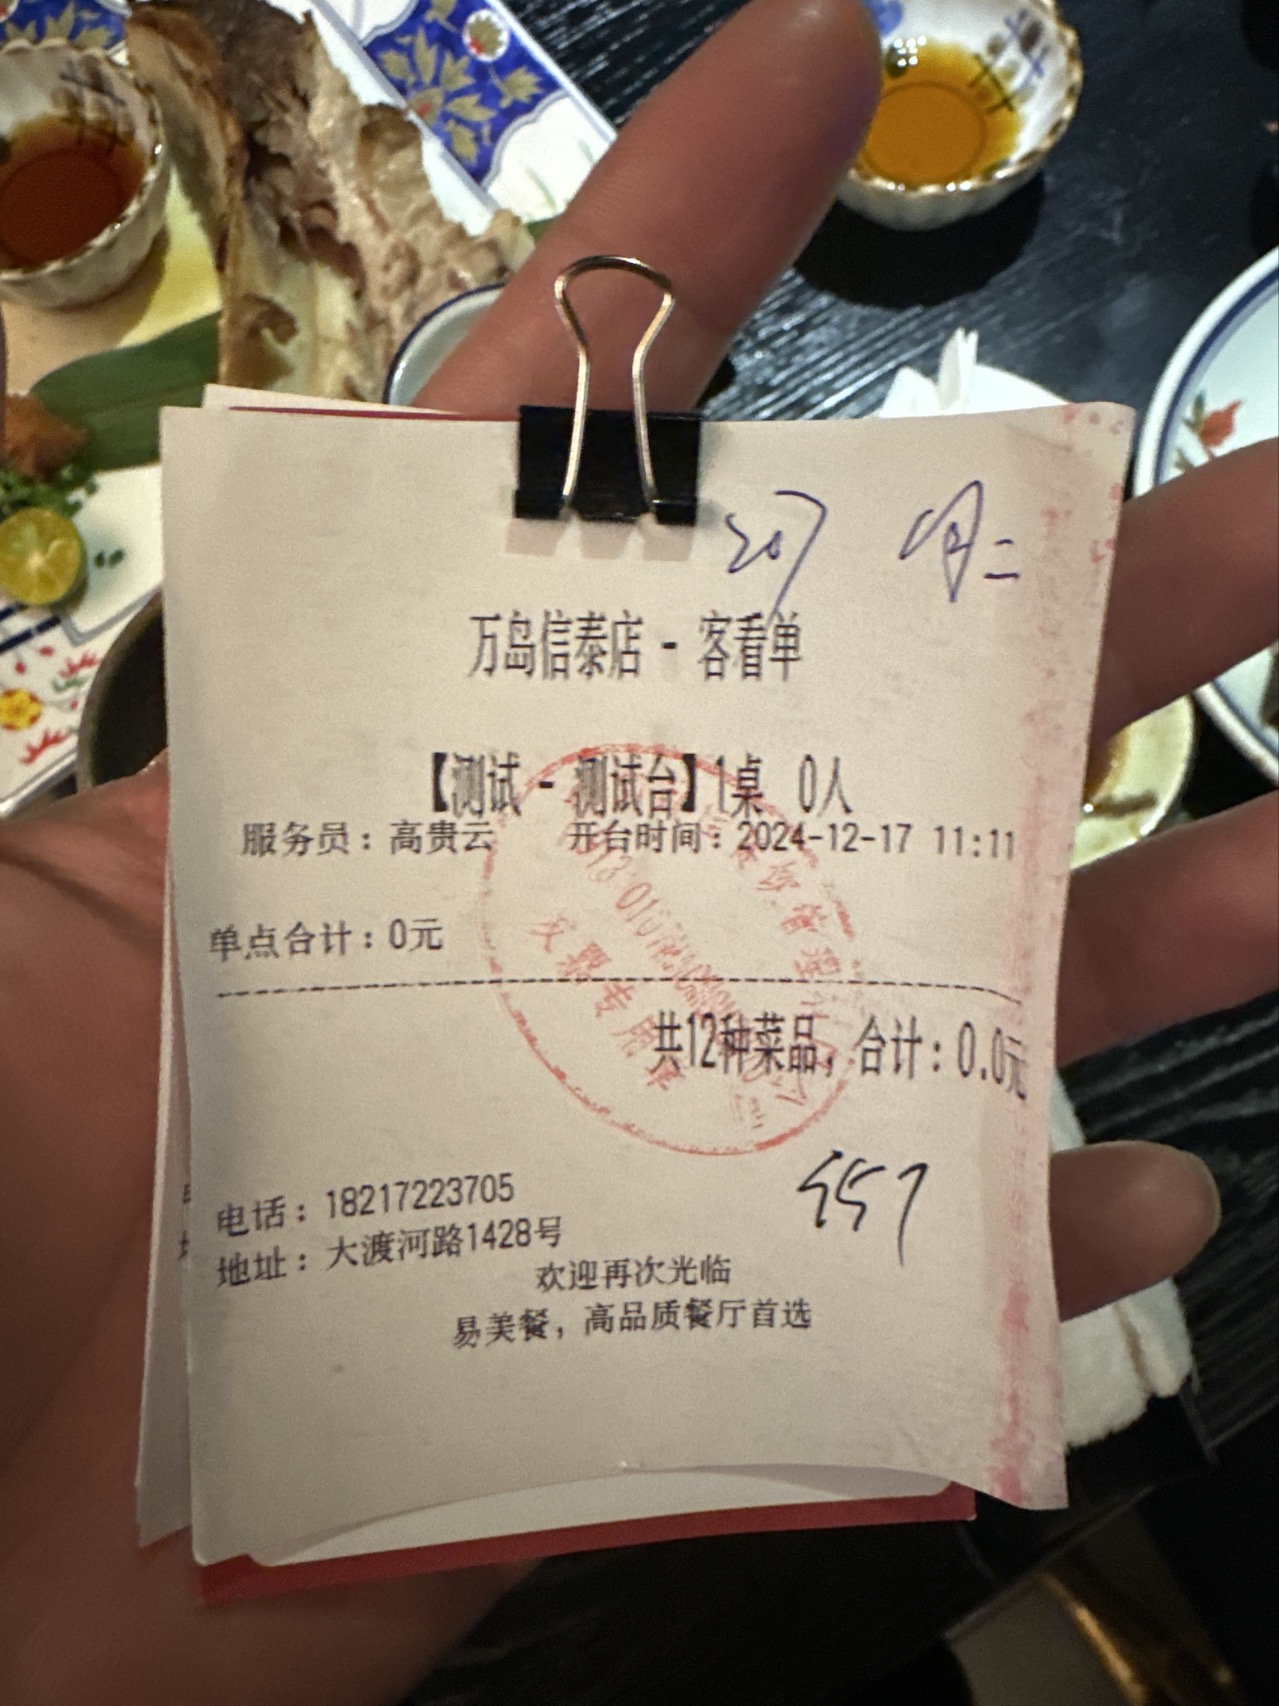 207
万岛信泰店 - 客看单
【测试 - 测试台】1桌 0人
服务员：高贵云 开台时间：2024-12-17 11:11
单点合计：0元
共12种菜品，合计：0.0元
557
电话：18217223705
地址：大渡河路1428号
欢迎再次光临
易美餐，高品质餐厅首选